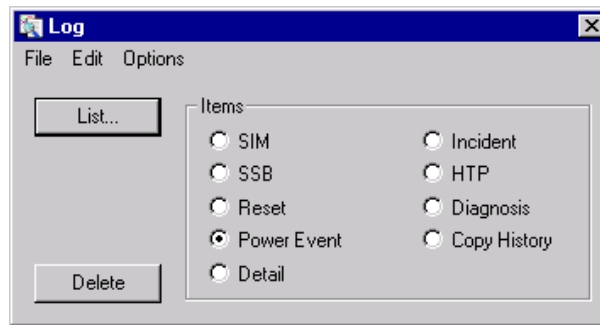 Log
File Edit Options
List...
Items
SIM
Incident
SSB
HTP
Reset
Diagnosis
Power Event
Copy History
Detail
Delete